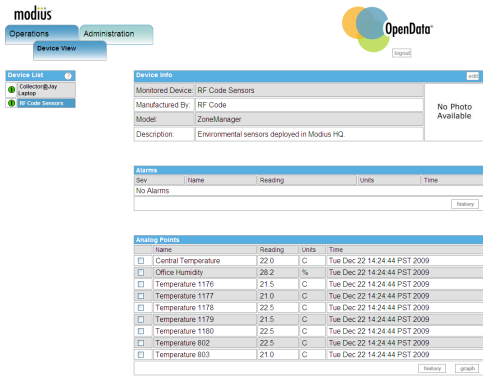 modius
OpenData
Operations
Administration
Device View
logout
Device List ?
Collector@Jay Laptop
RF Code Sensors
Device Info
edit
Monitored Device: RF Code Sensors
Manufactured By: RF Code
Model: ZoneManager
Description: Environmental sensors deployed in Modius HQ.
No Photo
Available
Alarms
Sev Name Reading Units Time
No Alarms
history
Analog Points
Name Reading Units Time
Central Temperature 22.0 C Tue Dec 22 14:24:44 PST 2009
Office Humidity 28.2 % Tue Dec 22 14:24:44 PST 2009
Temperature 1176 21.5 C Tue Dec 22 14:24:44 PST 2009
Temperature 1177 21.0 C Tue Dec 22 14:24:44 PST 2009
Temperature 1178 22.5 C Tue Dec 22 14:24:44 PST 2009
Temperature 1179 21.5 C Tue Dec 22 14:24:44 PST 2009
Temperature 1180 22.5 C Tue Dec 22 14:24:44 PST 2009
Temperature 802 22.5 C Tue Dec 22 14:24:44 PST 2009
Temperature 803 21.0 C Tue Dec 22 14:24:44 PST 2009
history graph